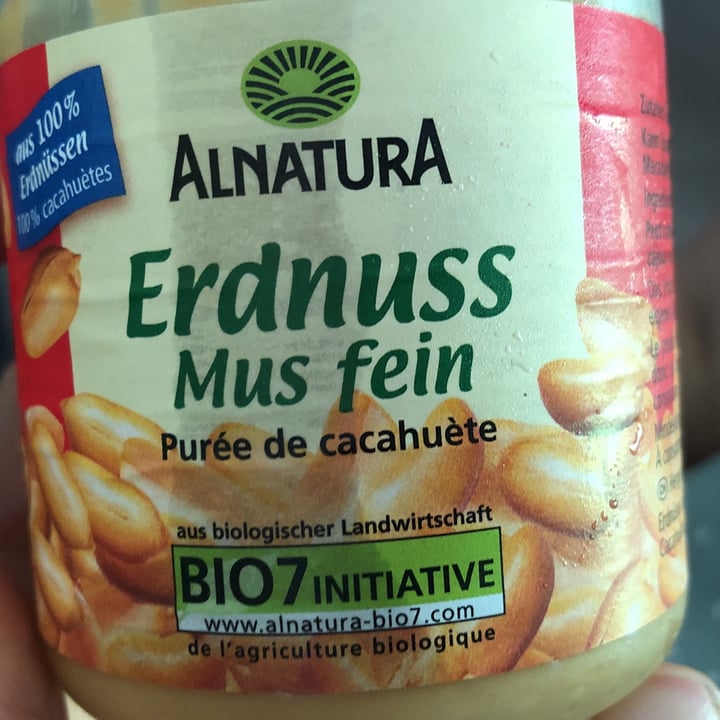 aus 100%
Erdnüssen
100% cacahuètes
ALNATURA
Erdnuss
Mus fein
Purée de cacahuète
aus biologischer Landwirtschaft
BIO7 INITIATIVE
www.alnatura-bio7.com
de l'agriculture biologique